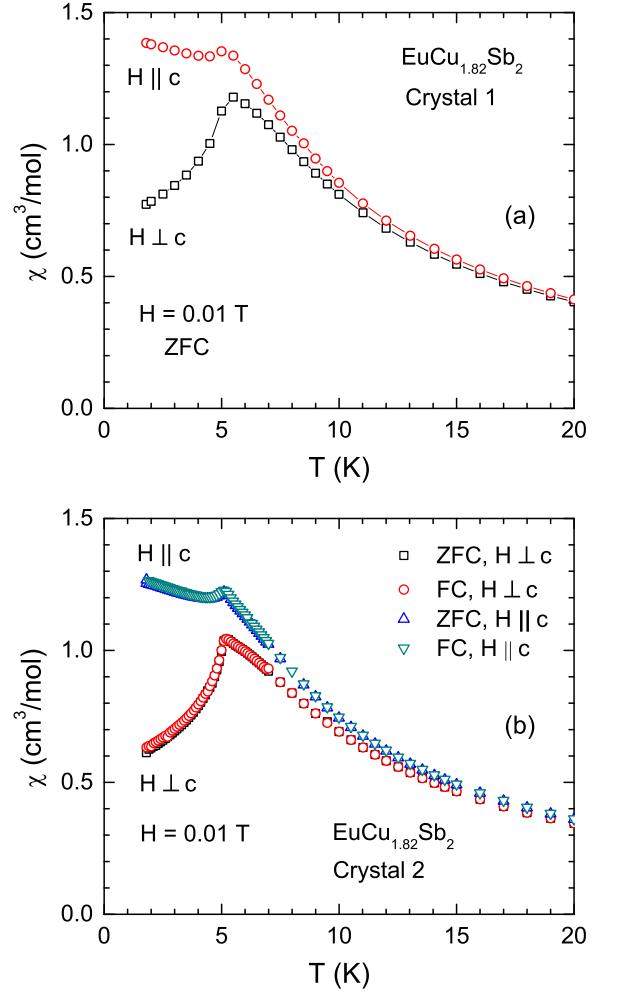 1.5
EuCu1.82Sb2
H || c
Crystal 1
1.0
(a)
H ⊥ c
χ (cm3/mol)
0.5
H = 0.01 T
ZFC
0.0
0 5 10 15 20
T (K)
1.5
H || c
ZFC, H ⊥ c
FC, H ⊥ c
ZFC, H || c
FC, H || c
1.0
(b)
χ (cm3/mol)
0.5
H ⊥ c
H = 0.01 T
EuCu1.82Sb2
Crystal 2
0.0
0 5 10 15 20
T (K)